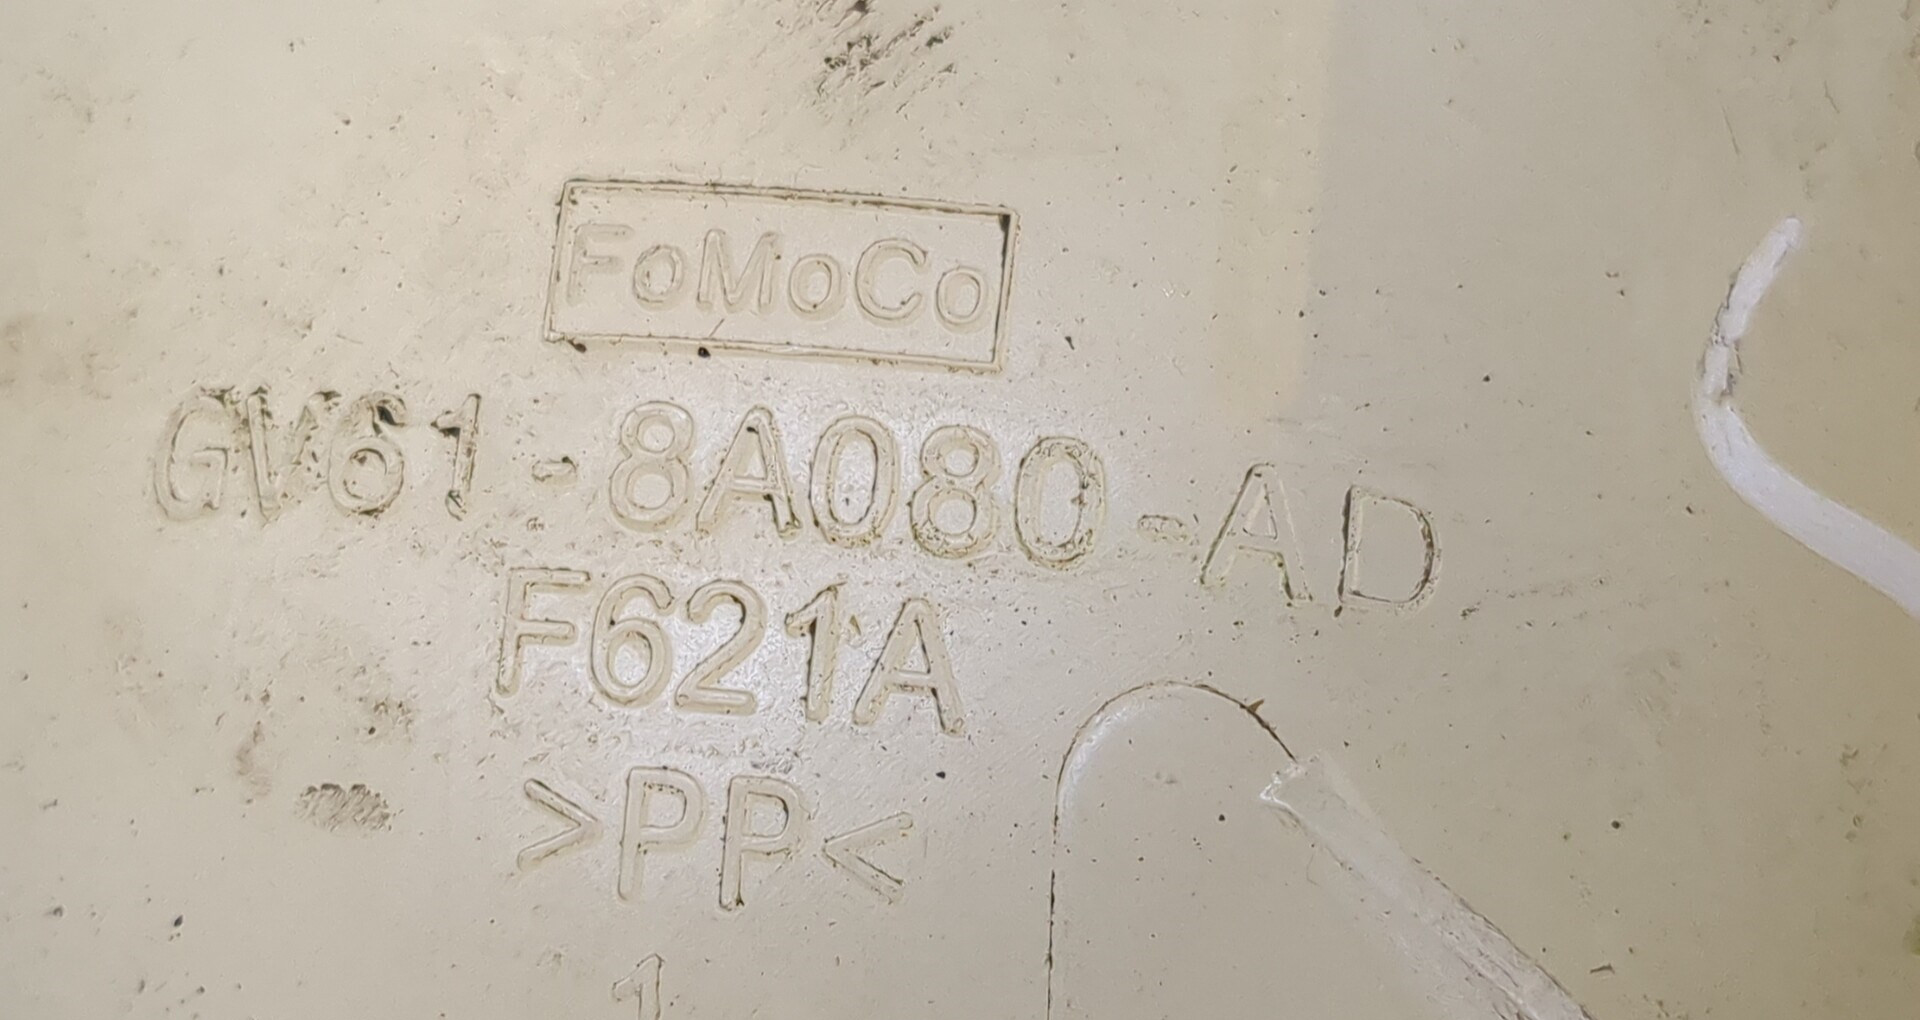 FoMoCo
GV61-8A080-AD
F621A
>PP<
1